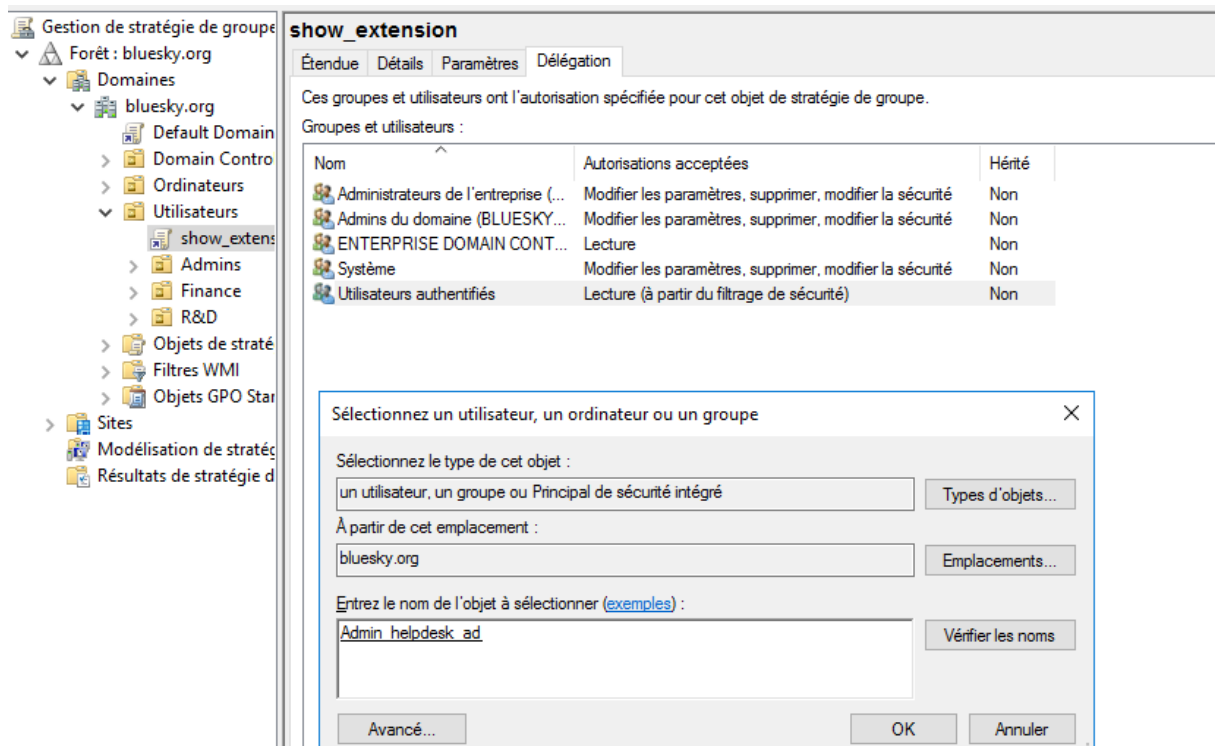 Gestion de stratégie de groupe
Forêt : bluesky.org
Domaines
bluesky.org
Default Domain
Domain Contro
Ordinateurs
Utilisateurs
show_extens
Admins
Finance
R&D
Objets de straté
Filtres WMI
Objets GPO Star
Sites
Modélisation de stratég
Résultats de stratégie d
show_extension
Étendue Détails Paramètres Délégation
Ces groupes et utilisateurs ont l'autorisation spécifiée pour cet objet de stratégie de groupe.
Groupes et utilisateurs :
Nom Autorisations acceptées Hérité
Administrateurs de l'entreprise (... Modifier les paramètres, supprimer, modifier la sécurité Non
Admins du domaine (BLUESKY... Modifier les paramètres, supprimer, modifier la sécurité Non
ENTERPRISE DOMAIN CONT... Lecture Non
Système Modifier les paramètres, supprimer, modifier la sécurité Non
Utilisateurs authentifiés Lecture (à partir du filtrage de sécurité) Non
Sélectionnez un utilisateur, un ordinateur ou un groupe
Sélectionnez le type de cet objet :
un utilisateur, un groupe ou Principal de sécurité intégré Types d'objets...
À partir de cet emplacement :
bluesky.org Emplacements...
Entrez le nom de l'objet à sélectionner (exemples) :
Admin_helpdesk_ad Vérifier les noms
Avancé... OK Annuler